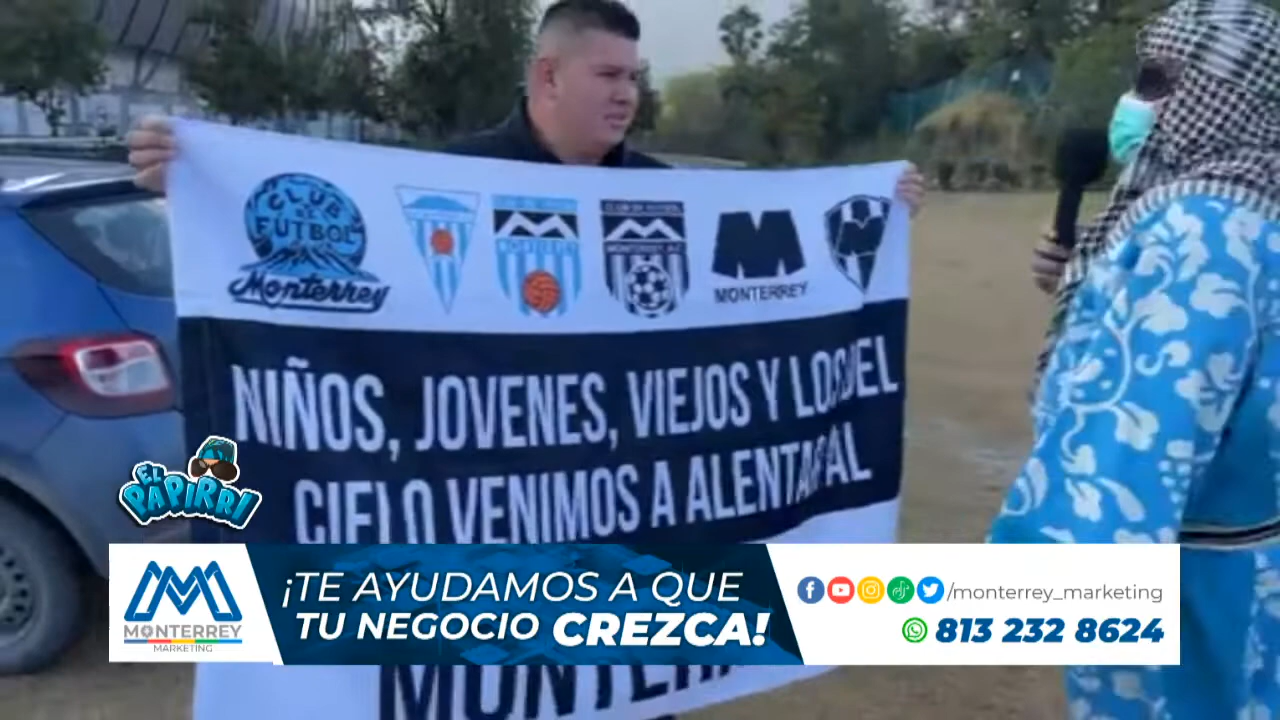 CLUB
DE
FUTBOL
Monterrey
MONTERREY
MONTERREY
NIÑOS, JOVENES, VIEJOS Y LOS DEL
CIELO VENIMOS A ALENTAR AL
EL
PAPIRRI
¡TE AYUDAMOS A QUE
TU NEGOCIO CREZCA!
MONTERREY
MARKETING
/monterrey_marketing
813 232 8624